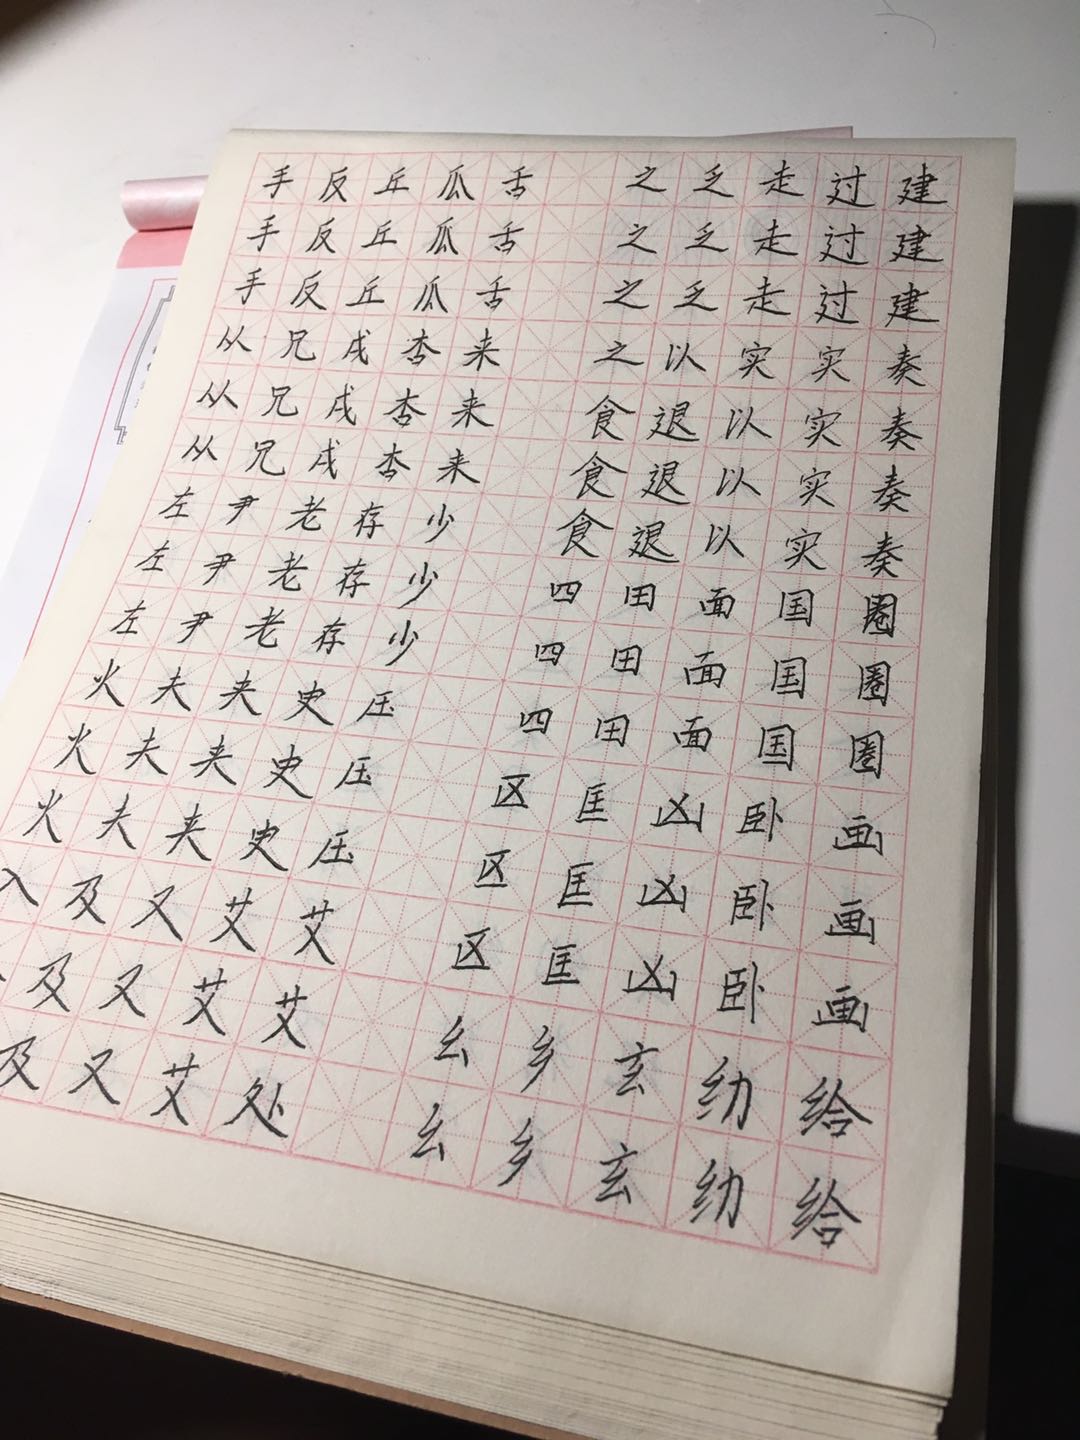 手反丘瓜舌 之乏走过建
手反丘瓜舌 之乏走过建
手反丘瓜舌 之乏走过建
从兄戌杏来 之以实实奏
从兄戌杏来 食退以实奏
从兄戌杏来 食退以实奏
左尹老存少 食退以实奏
左尹老存少 四田面国圈
左尹老存少 四田面国圈
火夫夹史压 四田面国圈
火夫夹史压 区匡凶卧画
火夫夹史压 区匡凶卧画
入及又艾艾 区匡凶卧画
及又艾艾 幺乡玄幼给
及又艾处 幺乡玄幼给